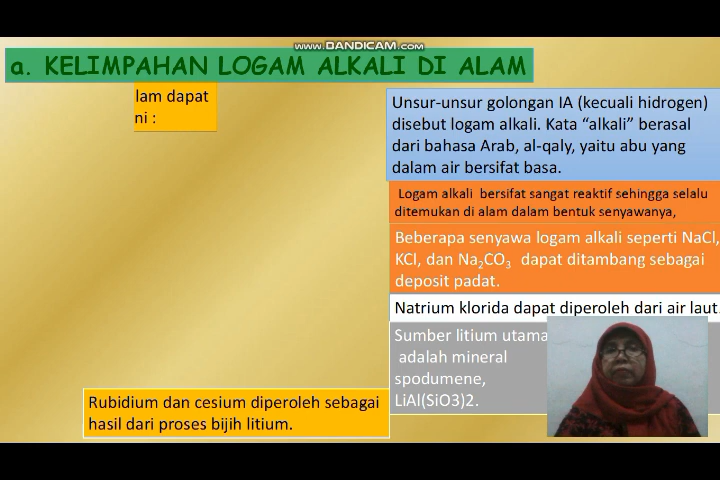 www.BANDICAM.com
a. KELIMPAHAN LOGAM ALKALI DI ALAM
lam dapat
ni :
Unsur-unsur golongan IA (kecuali hidrogen)
disebut logam alkali. Kata “alkali” berasal
dari bahasa Arab, al-qaly, yaitu abu yang
dalam air bersifat basa.
Logam alkali bersifat sangat reaktif sehingga selalu
ditemukan di alam dalam bentuk senyawanya,
Beberapa senyawa logam alkali seperti NaCl,
KCl, dan Na₂CO₃ dapat ditambang sebagai
deposit padat.
Natrium klorida dapat diperoleh dari air laut.
Sumber litium utama
adalah mineral
spodumene,
LiAl(SiO3)2.
Rubidium dan cesium diperoleh sebagai
hasil dari proses bijih litium.